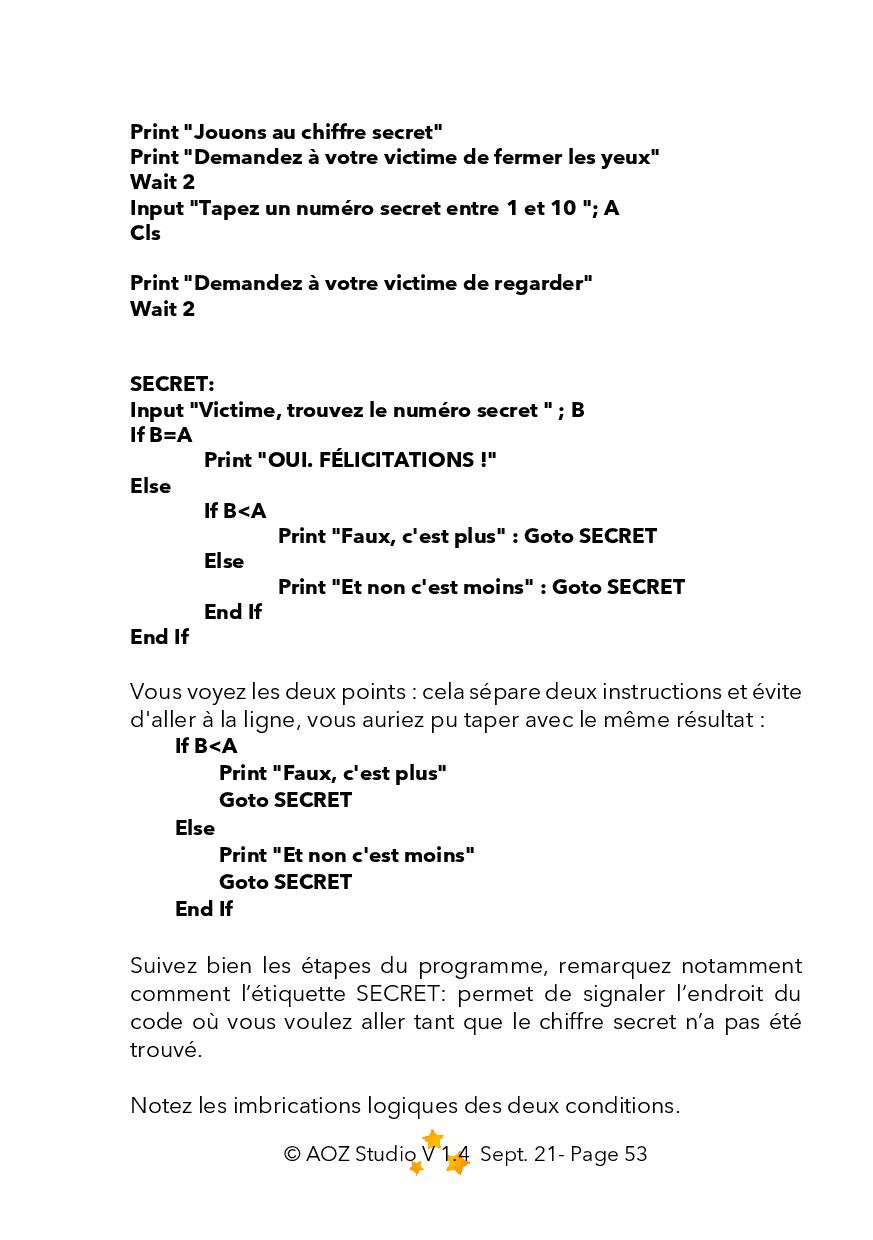 Print "Jouons au chiffre secret"
Print "Demandez à votre victime de fermer les yeux"
Wait 2
Input "Tapez un numéro secret entre 1 et 10 "; A
Cls
Print "Demandez à votre victime de regarder"
Wait 2
SECRET:
Input "Victime, trouvez le numéro secret " ; B
If B=A
Print "OUI. FÉLICITATIONS !"
Else
If B<A
Print "Faux, c'est plus" : Goto SECRET
Else
Print "Et non c'est moins" : Goto SECRET
End If
End If
Vous voyez les deux points : cela sépare deux instructions et évite
d'aller à la ligne, vous auriez pu taper avec le même résultat :
If B<A
Print "Faux, c'est plus"
Goto SECRET
Else
Print "Et non c'est moins"
Goto SECRET
End If
Suivez bien les étapes du programme, remarquez notamment
comment l’étiquette SECRET: permet de signaler l’endroit du
code où vous voulez aller tant que le chiffre secret n’a pas été
trouvé.
Notez les imbrications logiques des deux conditions.
© AOZ Studio V 1.4 Sept. 21- Page 53